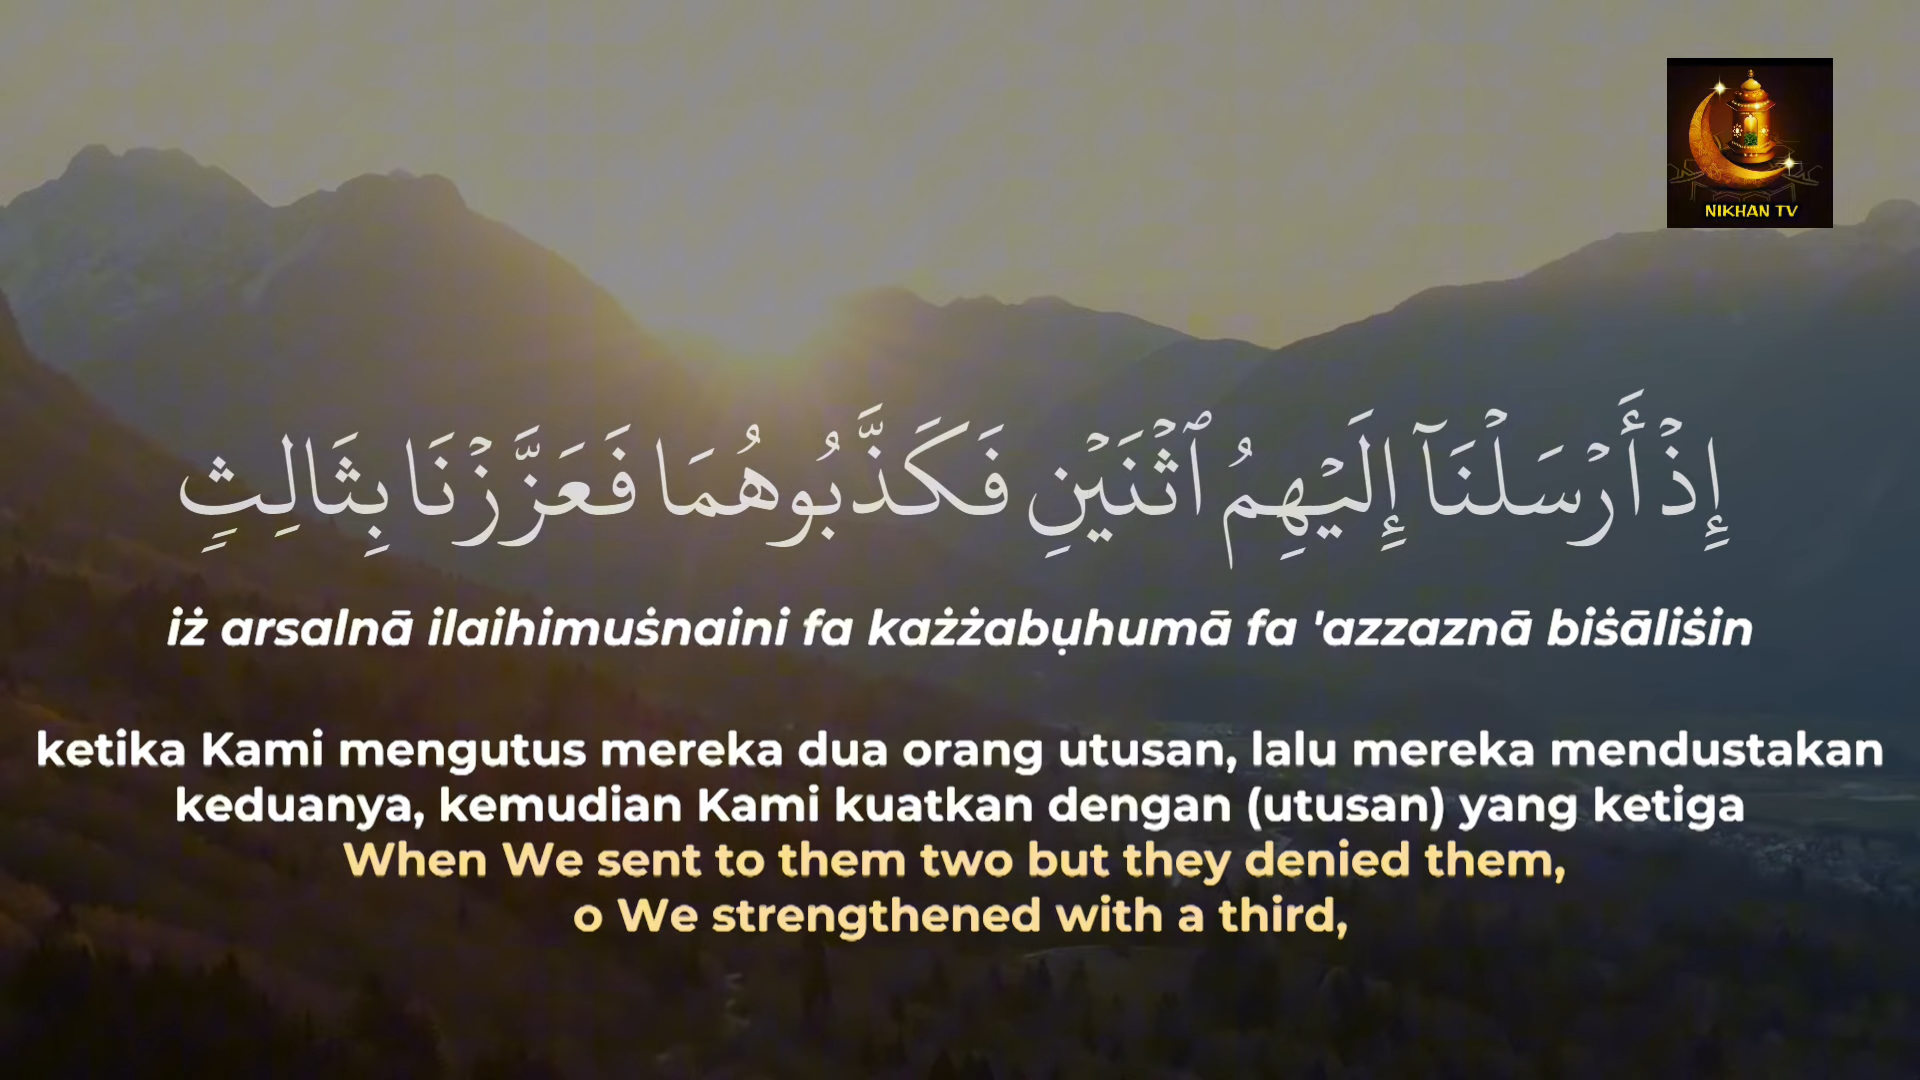 NIKHAN TV
إِذْ أَرْسَلْنَآ إِلَيْهِمُ ٱثْنَيْنِ فَكَذَّبُوهُمَا فَعَزَّزْنَا بِثَالِثٍ
iż arsalnā ilaihimuṡnaini fa każżabụhumā fa 'azzaznā biṡāliṡin
ketika Kami mengutus mereka dua orang utusan, lalu mereka mendustakan
keduanya, kemudian Kami kuatkan dengan (utusan) yang ketiga
When We sent to them two but they denied them,
o We strengthened with a third,